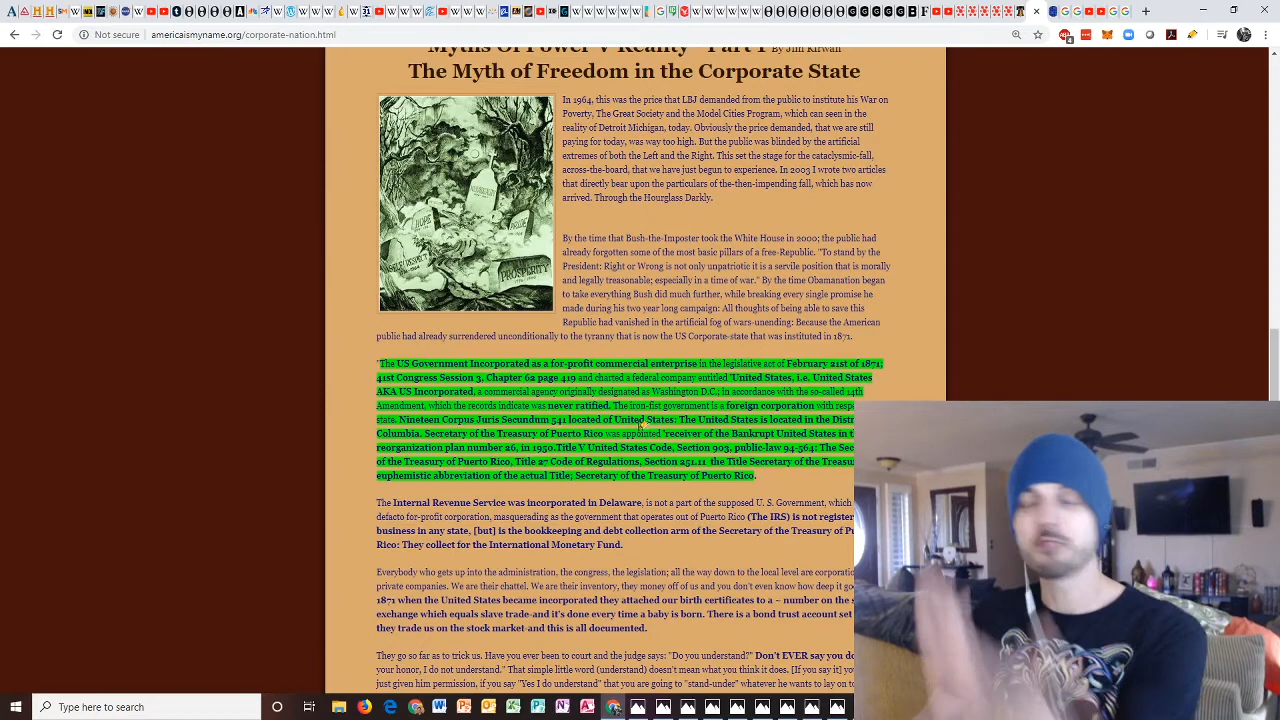 Not secure
americaismyname.org/corporate-nation.html
4
Myths Of Power V Reality - Part I By Jim Kirwan
The Myth of Freedom in the Corporate State
In 1964, this was the price that LBJ demanded from the public to institute his War on
Poverty, The Great Society and the Model Cities Program, which can seen in the
reality of Detroit Michigan, today. Obviously the price demanded, that we are still
paying for today, was way too high. But the public was blinded by the artificial
extremes of both the Left and the Right. This set the stage for the cataclysmic-fall,
across-the-board, that we have just begun to experience. In 2003 I wrote two articles
that directly bear upon the particulars of the-then-impending fall, which has now
arrived. Through the Hourglass Darkly.
HOPE
PROSPERITY
By the time that Bush-the-Imposter took the White House in 2000; the public had
already forgotten some of the most basic pillars of a free-Republic. "To stand by the
President: Right or Wrong is not only unpatriotic it is a servile position that is morally
and legally treasonable; especially in a time of war." By the time Obamanation began
to take everything Bush did much further, while breaking every single promise he
made during his two year long campaign: All thoughts of being able to save this
Republic had vanished in the artificial fog of wars-unending: Because the American
public had already surrendered unconditionally to the tyranny that is now the US Corporate-state that was instituted in 1871.
"The US Government Incorporated as a for-profit commercial enterprise in the legislative act of February 21st of 1871,
41st Congress Session 3, Chapter 62 page 419 and charted a federal company entitled 'United States, i.e. United States
AKA US Incorporated, a commercial agency originally designated as Washington D.C.; in accordance with the so-called 14th
Amendment, which the records indicate was never ratified. The iron-fist government is a foreign corporation with resp
state. Nineteen Corpus Juris Secundum 541 located of United States: The United States is located in the Distr
Columbia. Secretary of the Treasury of Puerto Rico was appointed 'receiver of the Bankrupt United States in t
reorganization plan number 26, in 1950.Title V United States Code, Section 903, public-law 94-564: The Sec
of the Treasury of Puerto Rico, Title 27 Code of Regulations, Section 251.11 the Title Secretary of the Treasu
euphemistic abbreviation of the actual Title; Secretary of the Treasury of Puerto Rico.
The Internal Revenue Service was incorporated in Delaware, is not a part of the supposed U. S. Government, which
defacto for-profit corporation, masquerading as the government that operates out of Puerto Rico (The IRS) is not register
business in any state, [but] is the bookkeeping and debt collection arm of the Secretary of the Treasury of P
Rico: They collect for the International Monetary Fund.
Everybody who gets up into the administration, the congress, the legislation; all the way down to the local level are corporatio
private companies. We are their chattel. We are their inventory, they money off of us and you don't even know how deep it go
1871 when the United States became incorporated they attached our birth certificates to a ~ number on the s
exchange which equals slave trade-and it's done every time a baby is born. There is a bond trust account set
they trade us on the stock market-and this is all documented.
They go so far as to trick us. Have you ever been to court and the judge says: "Do you understand?" Don't EVER say you do
your honor, I do not understand." That simple little word (understand) doesn't mean what you think it does. [If you say it] yo
just given him permission, if you say "Yes I do understand" that you are going to "stand-under" whatever he wants to lay on to
Type here to search